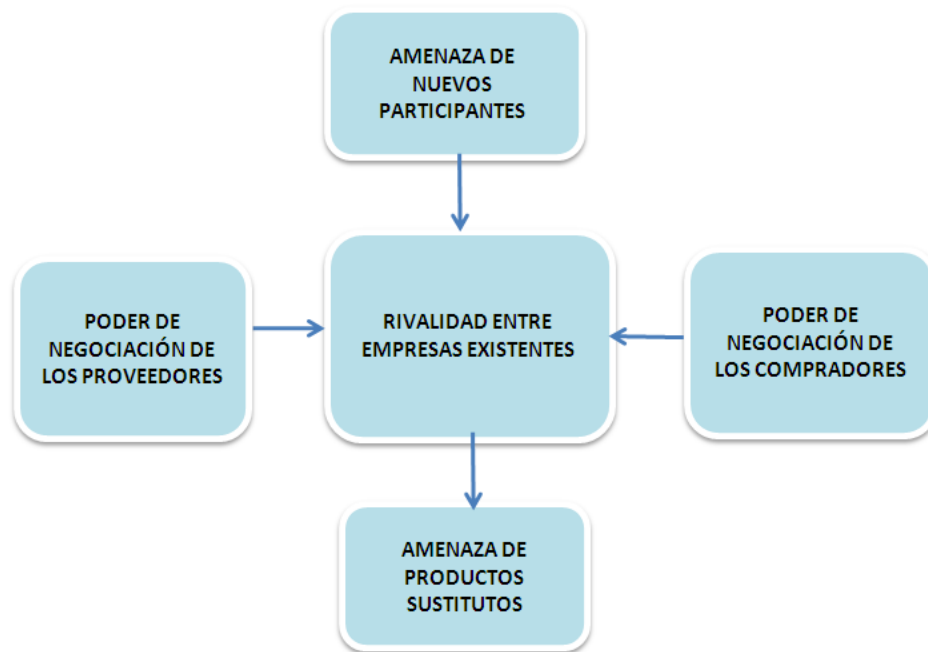 AMENAZA DE
NUEVOS
PARTICIPANTES
PODER DE
NEGOCIACIÓN DE
LOS PROVEEDORES
RIVALIDAD ENTRE
EMPRESAS EXISTENTES
PODER DE
NEGOCIACIÓN DE
LOS COMPRADORES
AMENAZA DE
PRODUCTOS
SUSTITUTOS